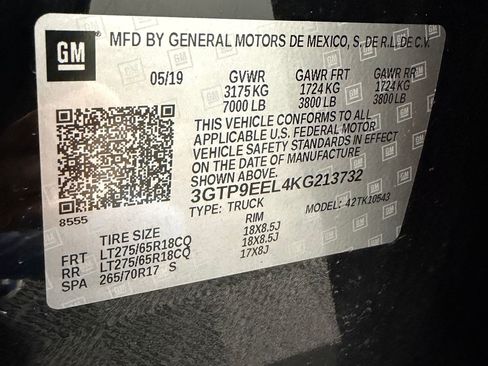 GM MFD BY GENERAL MOTORS DE MEXICO, S. DE R.L. DE C.V.
05/19 GVWR GAWR FRT GAWR RR
3175 KG 1724 KG 1724 KG
7000 LB 3800 LB 3800 LB
THIS VEHICLE CONFORMS TO ALL
APPLICABLE U.S. FEDERAL MOTOR
VEHICLE SAFETY STANDARDS IN EFFECT
ON THE DATE OF MANUFACTURE
SHOWN ABOVE.
3GTP9EEL4KG213732
TYPE: TRUCK MODEL: 42TK10543
8555
TIRE SIZE RIM
FRT LT275/65R18CQ 18X8.5J
RR LT275/65R18CQ 18X8.5J
SPA 265/70R17 S 17X8J